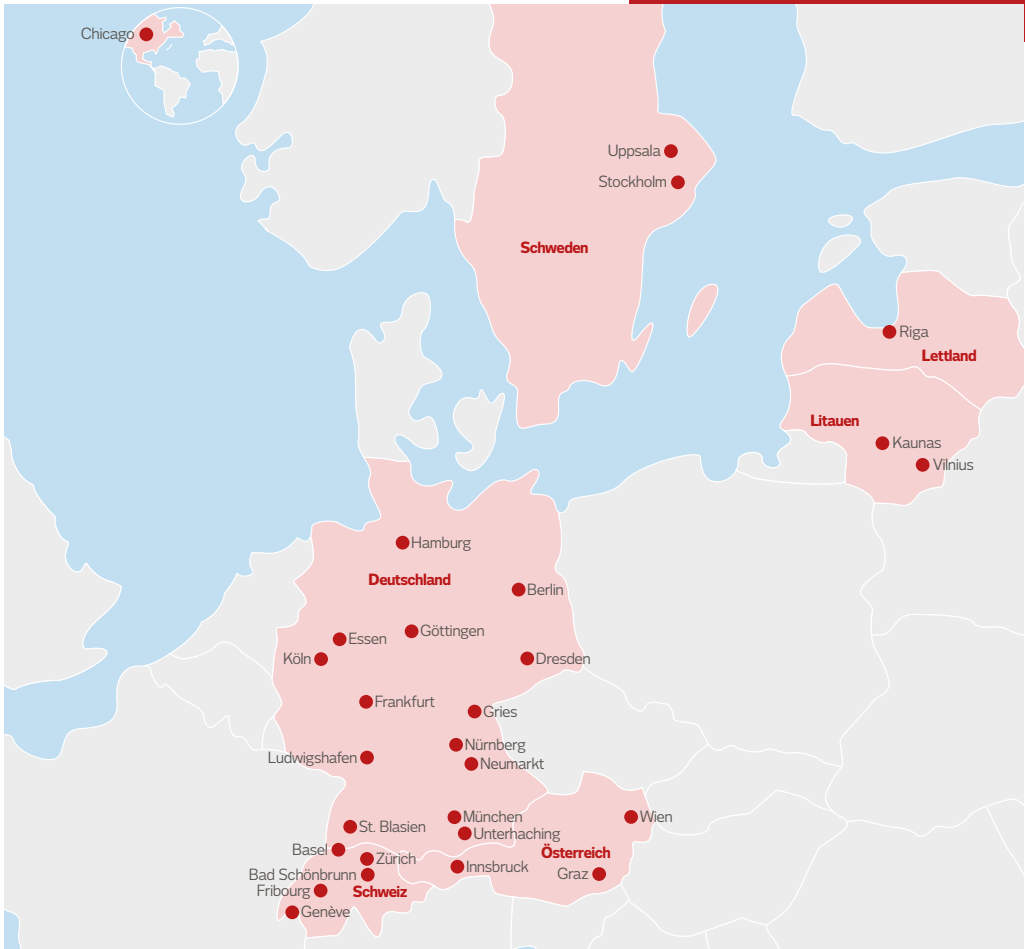 Chicago
Uppsala
Stockholm
Schweden
Riga
Lettland
Litauen
Kaunas
Vilnius
Hamburg
Deutschland
Berlin
Göttingen
Essen
Köln
Dresden
Frankfurt
Gries
Nürnberg
Ludwigshafen
Neumarkt
München
Wien
St. Blasien
Unterhaching
Basel
Österreich
Zürich
Innsbruck
Bad Schönbrunn
Graz
Fribourg
Schweiz
Genève